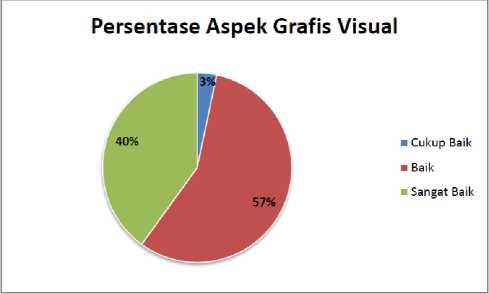 Persentase Aspek Grafis Visual
3%
40%
57%
Cukup Baik
Baik
Sangat Baik